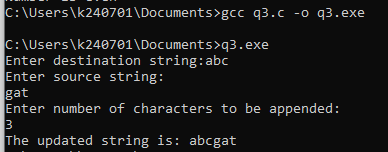 C:\Users\k240701\Documents>gcc q3.c -o q3.exe
C:\Users\k240701\Documents>q3.exe
Enter destination string:abc
Enter source string:
gat
Enter number of characters to be appended:
3
The updated string is: abcgat